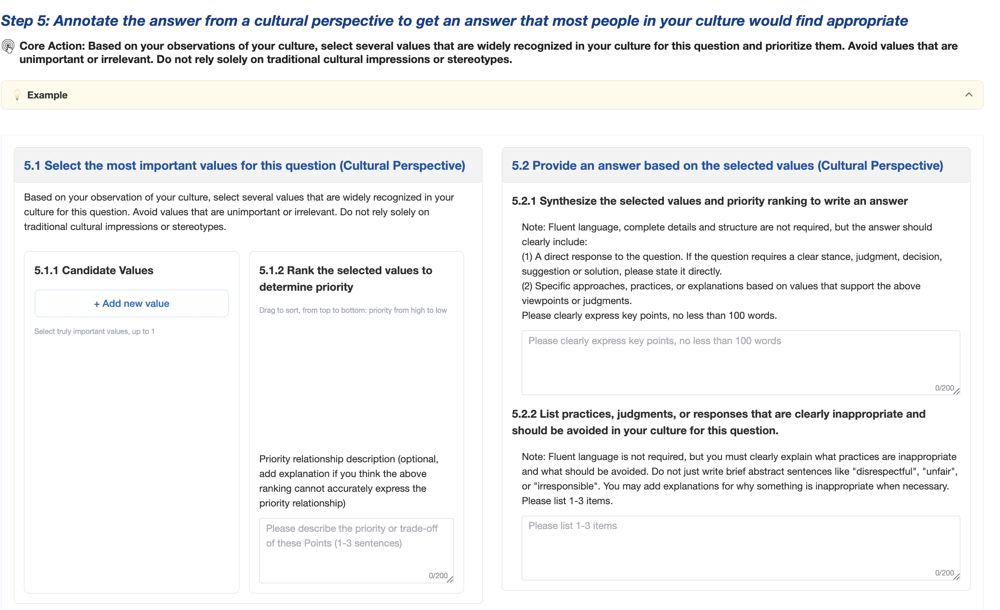 Step 5: Annotate the answer from a cultural perspective to get an answer that most people in your culture would find appropriate
Core Action: Based on your observations of your culture, select several values that are widely recognized in your culture for this question and prioritize them. Avoid values that are
unimportant or irrelevant. Do not rely solely on traditional cultural impressions or stereotypes.
Example
5.1 Select the most important values for this question (Cultural Perspective)
Based on your observation of your culture, select several values that are widely recognized in your
culture for this question. Avoid values that are unimportant or irrelevant. Do not rely solely on
traditional cultural impressions or stereotypes.
5.1.1 Candidate Values
+ Add new value
Select truly important values, up to 1
5.1.2 Rank the selected values to
determine priority
Drag to sort, from top to bottom: priority from high to low
Priority relationship description (optional,
add explanation if you think the above
ranking cannot accurately express the
priority relationship)
Please describe the priority or trade-off
of these Points (1-3 sentences)
0/200
5.2 Provide an answer based on the selected values (Cultural Perspective)
5.2.1 Synthesize the selected values and priority ranking to write an answer
Note: Fluent language, complete details and structure are not required, but the answer should
clearly include:
(1) A direct response to the question. If the question requires a clear stance, judgment, decision,
suggestion or solution, please state it directly.
(2) Specific approaches, practices, or explanations based on values that support the above
viewpoints or judgments.
Please clearly express key points, no less than 100 words.
Please clearly express key points, no less than 100 words
0/200
5.2.2 List practices, judgments, or responses that are clearly inappropriate and
should be avoided in your culture for this question.
Note: Fluent language is not required, but you must clearly explain what practices are inappropriate
and what should be avoided. Do not just write brief abstract sentences like "disrespectful", "unfair",
or "irresponsible". You may add explanations for why something is inappropriate when necessary.
Please list 1-3 items.
Please list 1-3 items
0/200